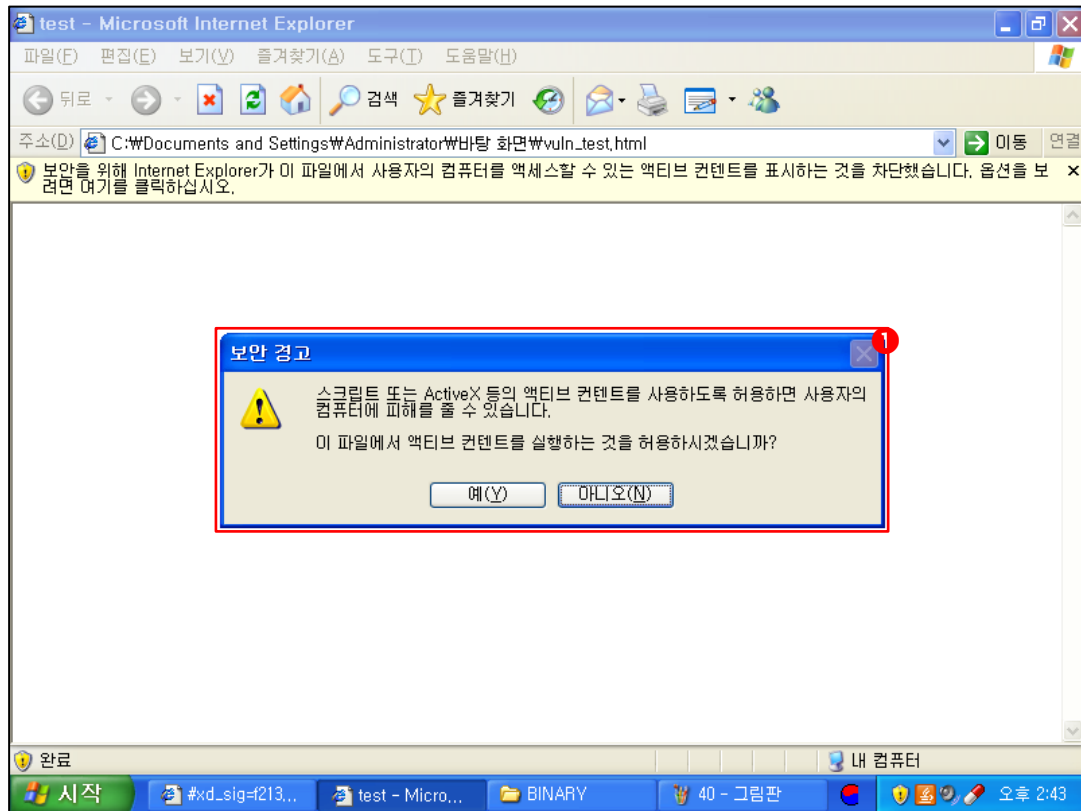 test - Microsoft Internet Explorer
파일(F) 편집(E) 보기(V) 즐겨찾기(A) 도구(T) 도움말(H)
뒤로 검색 즐겨찾기
주소(D) C:₩Documents and Settings₩Administrator₩바탕 화면₩vuln_test.html 이동 연결
보안을 위해 Internet Explorer가 이 파일에서 사용자의 컴퓨터를 액세스할 수 있는 액티브 컨텐트를 표시하는 것을 차단했습니다. 옵션을 보
려면 여기를 클릭하십시오.
1
보안 경고
스크립트 또는 ActiveX 등의 액티브 컨텐트를 사용하도록 허용하면 사용자의
컴퓨터에 피해를 줄 수 있습니다.
이 파일에서 액티브 컨텐트를 실행하는 것을 허용하시겠습니까?
예(Y) 아니오(N)
완료 내 컴퓨터
시작 #xd_sig=f213... test - Micro... BINARY 40 - 그림판 오후 2:43